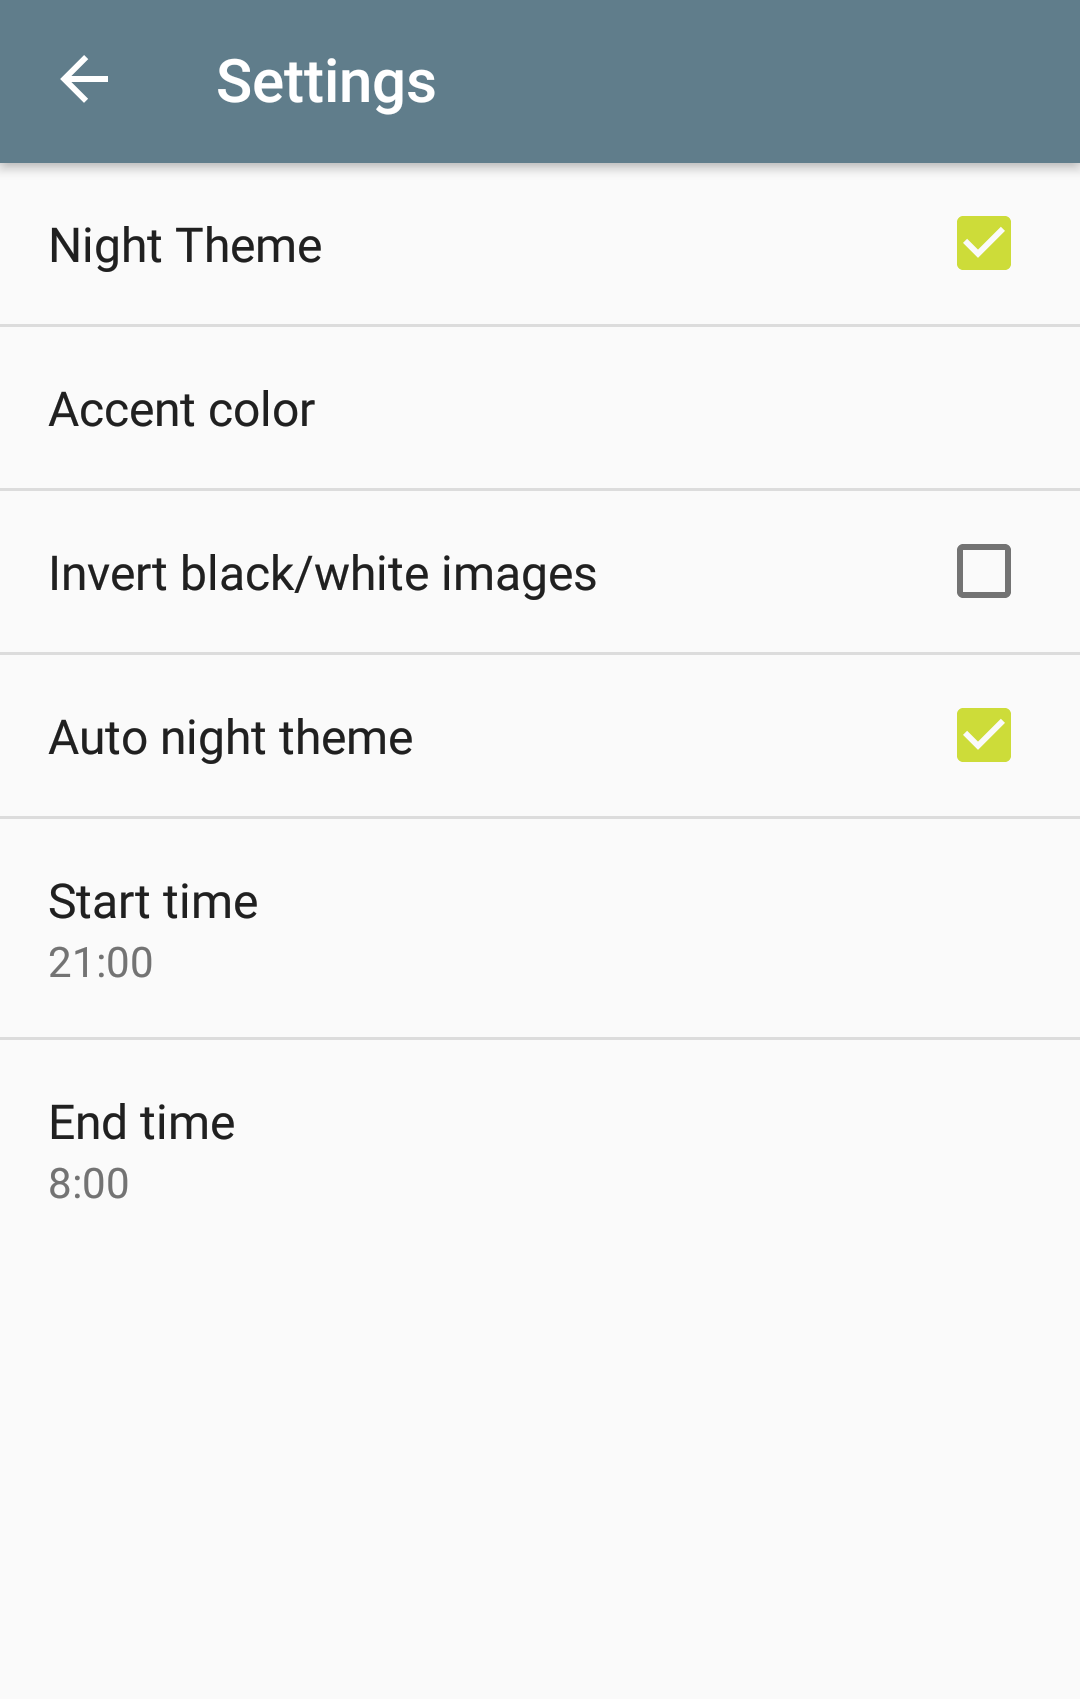 Settings
Night Theme
Accent color
Invert black/white images
Auto night theme
Start time
21:00
End time
8:00